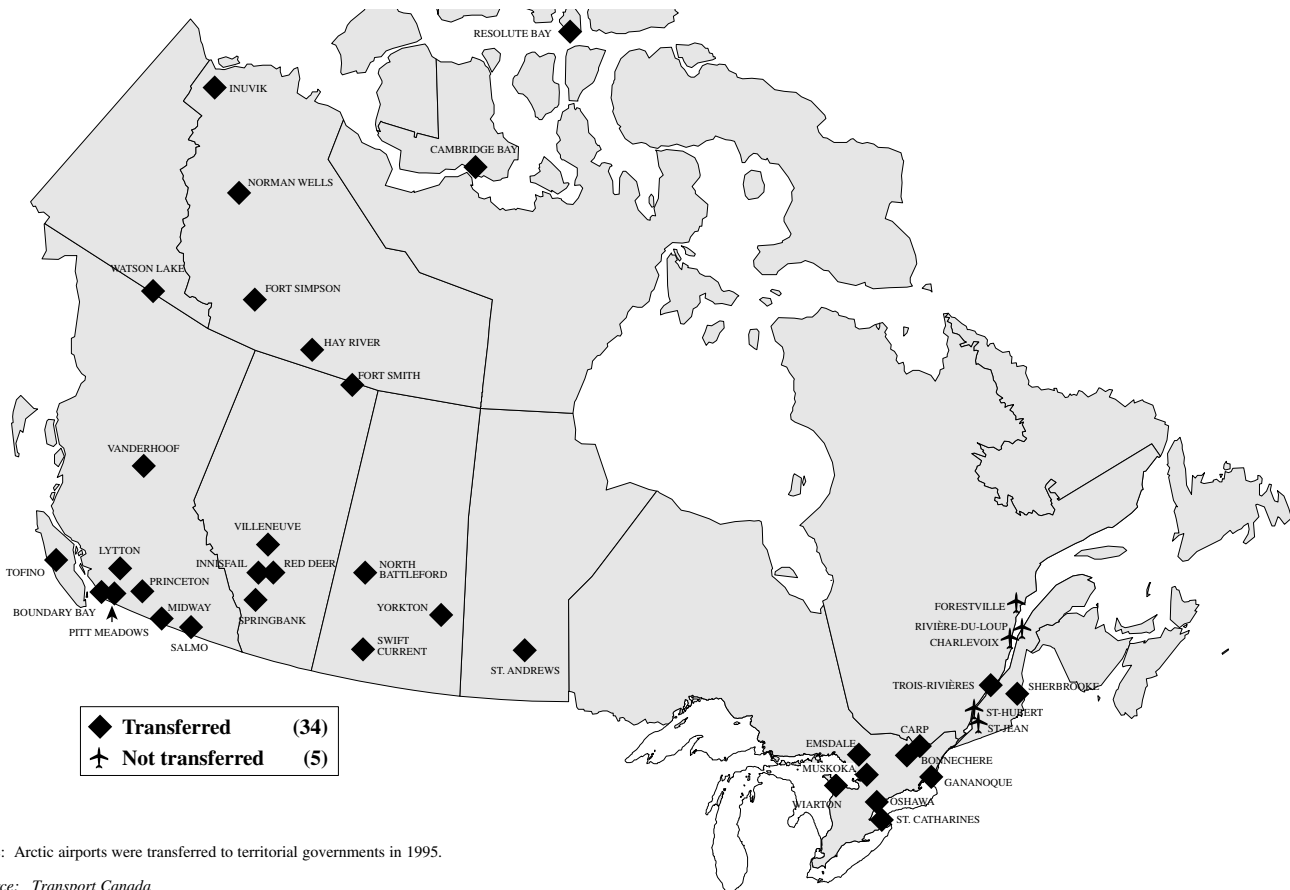 RESOLUTE BAY
INUVIK
CAMBRIDGE BAY
NORMAN WELLS
WATSON LAKE
FORT SIMPSON
HAY RIVER
FORT SMITH
VANDERHOOF
VILLENEUVE
LYTTON
INNISFAIL
RED DEER
NORTH
BATTLEFORD
TOFINO
PRINCETON
BOUNDARY BAY
MIDWAY
YORKTON
SPRINGBANK
PITT MEADOWS
SALMO
SWIFT
CURRENT
ST. ANDREWS
FORESTVILLE
RIVIÈRE-DU-LOUP
CHARLEVOIX
TROIS-RIVIÈRES
SHERBROOKE
ST-HUBERT
ST-JEAN
CARP
EMSDALE
BONNECHERE
MUSKOKA
GANANOQUE
WIARTON
OSHAWA
ST. CATHARINES
Transferred (34)
Not transferred (5)
: Arctic airports were transferred to territorial governments in 1995.
Transport Canada